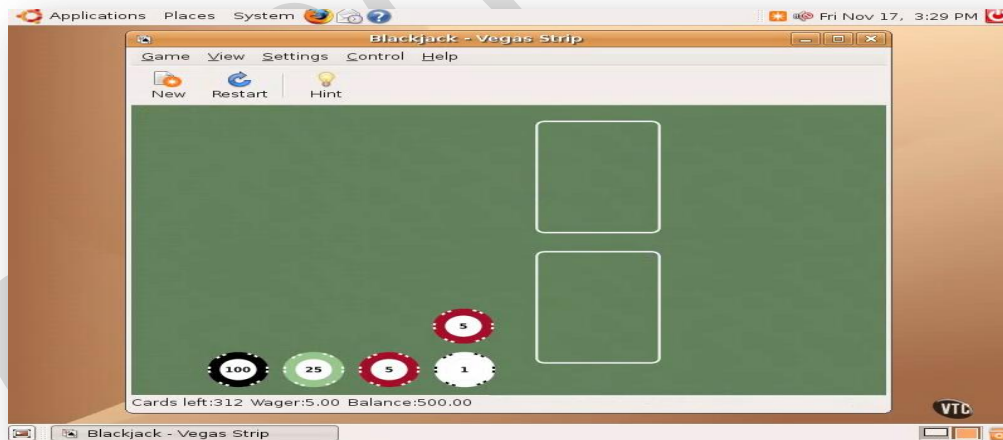 Applications Places System Fri Nov 17, 3:29 PM
Blackjack - Vegas Strip
Game View Settings Control Help
New Restart Hint
5
100 25 5 1
Cards left:312 Wager:5.00 Balance:500.00
VTC
Blackjack - Vegas Strip